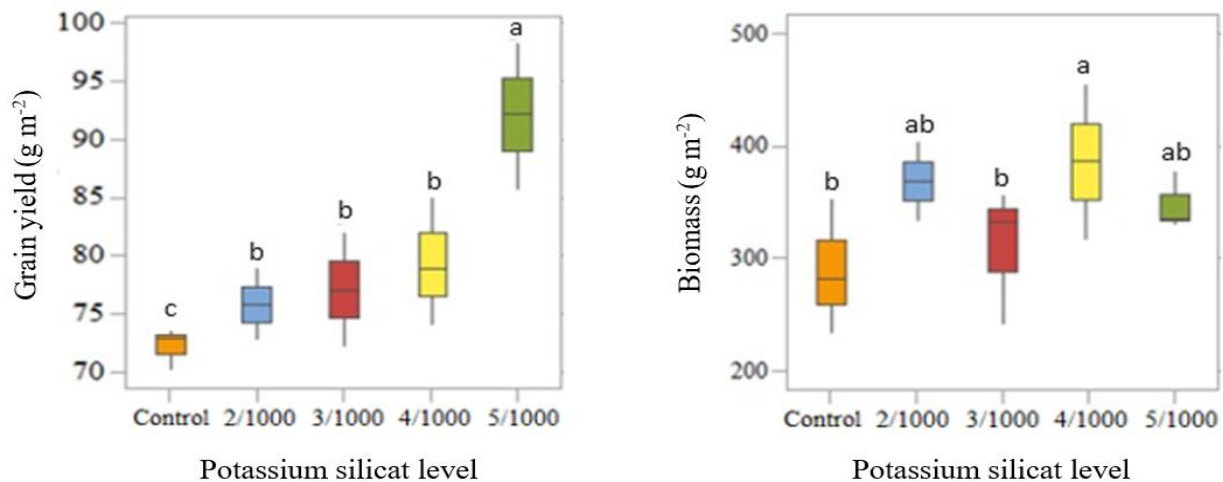 Grain yield (g m⁻²)
100
95
90
85
80
75
70
c
b
b
b
a
Control 2/1000 3/1000 4/1000 5/1000
Potassium silicat level
Biomass (g m⁻²)
500
400
300
200
b
ab
b
a
ab
Control 2/1000 3/1000 4/1000 5/1000
Potassium silicat level